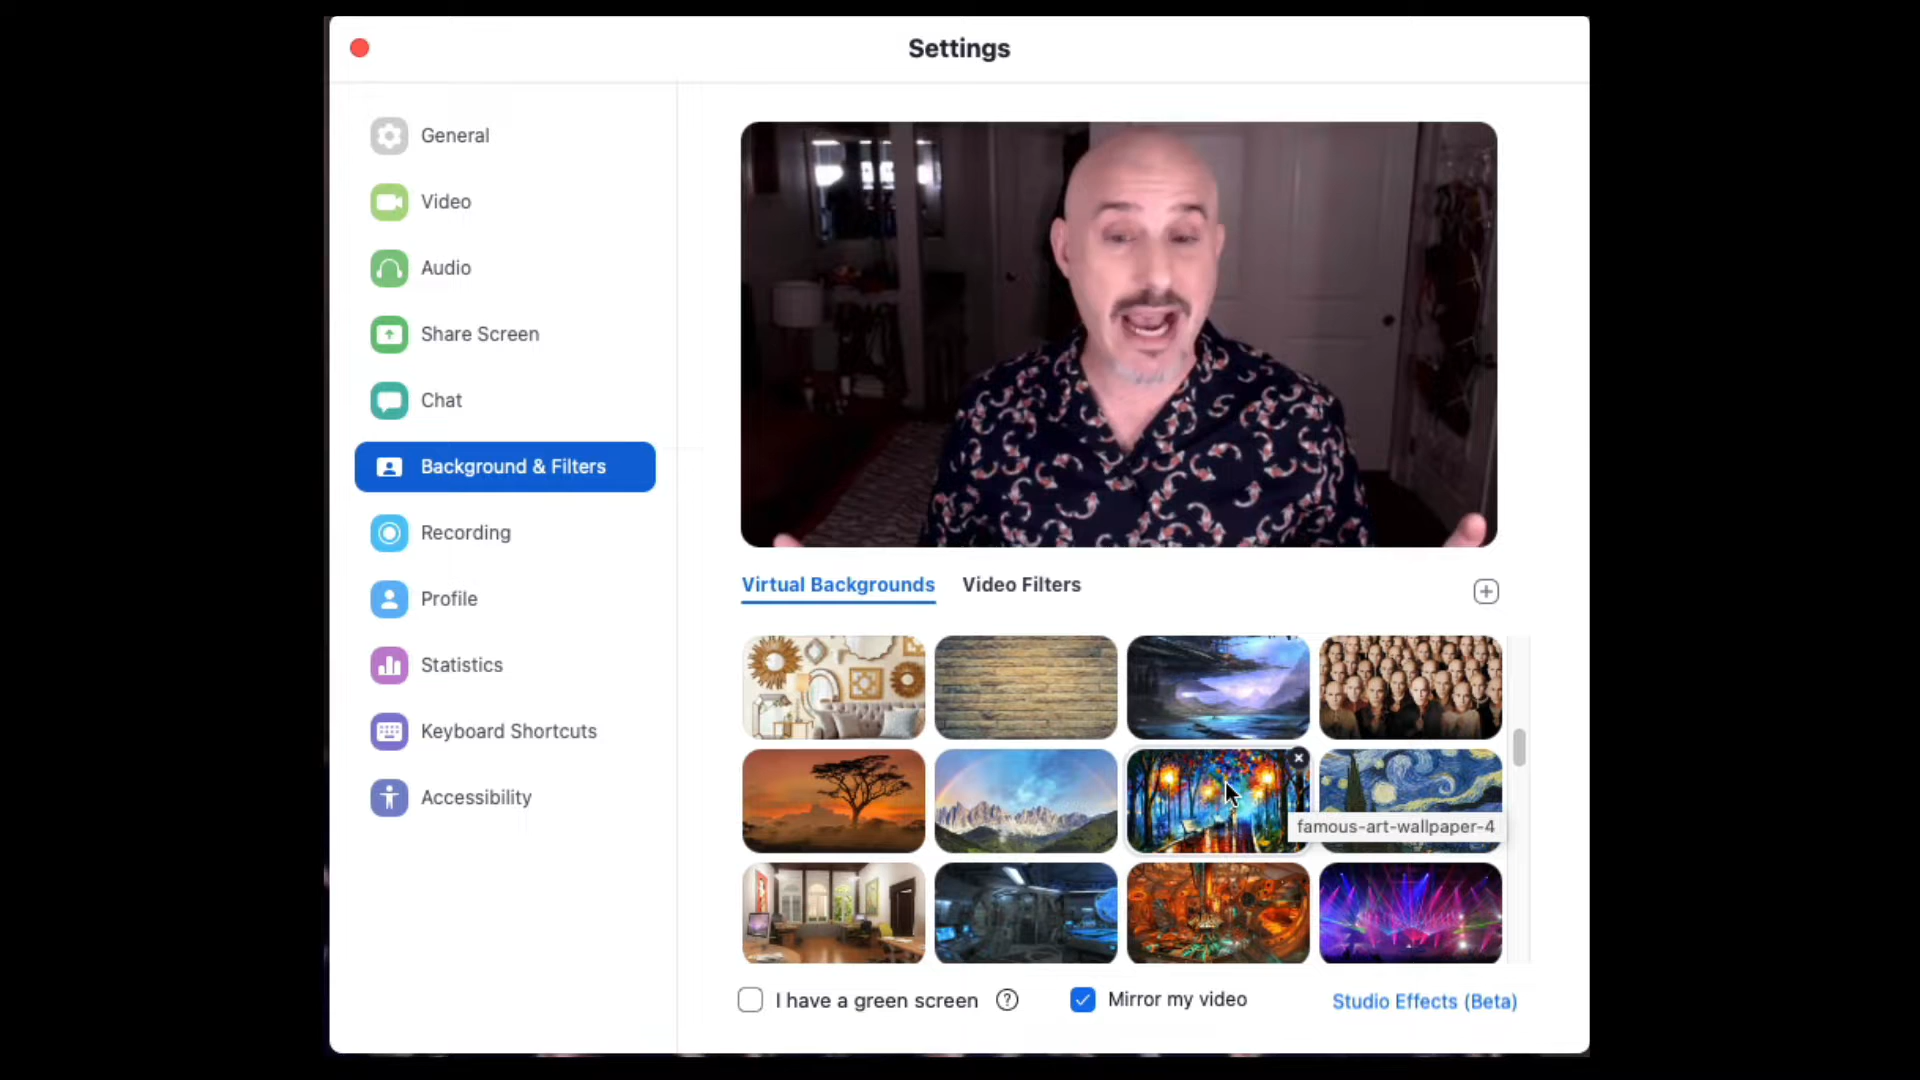 Settings
General
Video
Audio
Share Screen
Chat
Background & Filters
Recording
Profile
Statistics
Keyboard Shortcuts
Accessibility
Virtual Backgrounds
Video Filters
famous-art-wallpaper-4
I have a green screen
Mirror my video
Studio Effects (Beta)